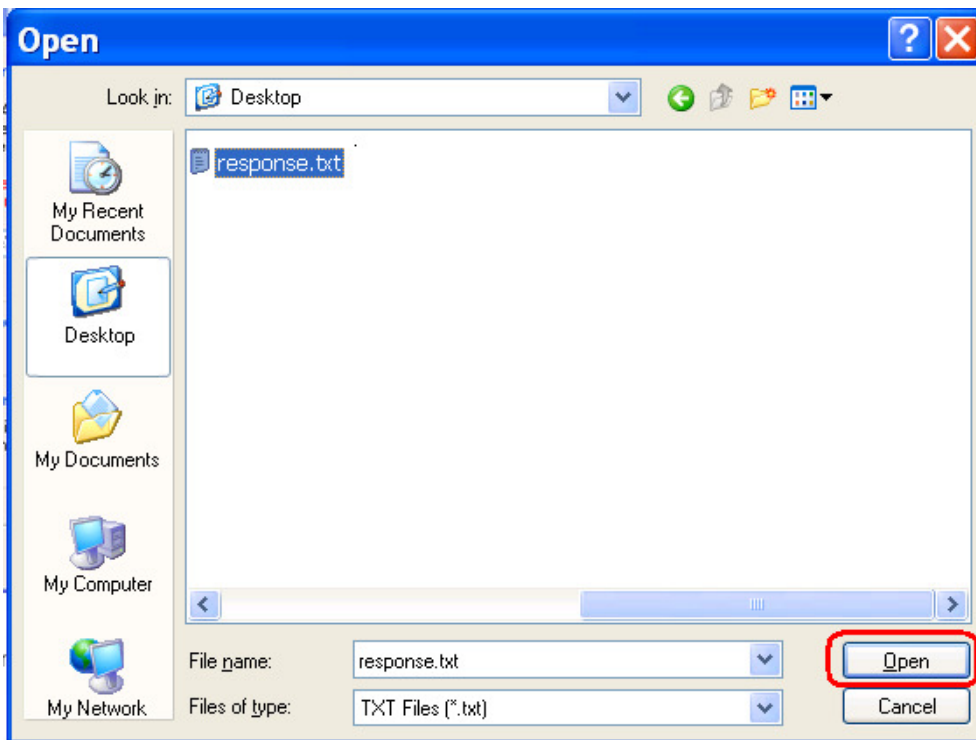 Open
Look in: Desktop
response.txt
My Recent
Documents
Desktop
My Documents
My Computer
My Network
File name: response.txt Open
Files of type: TXT Files (*.txt) Cancel